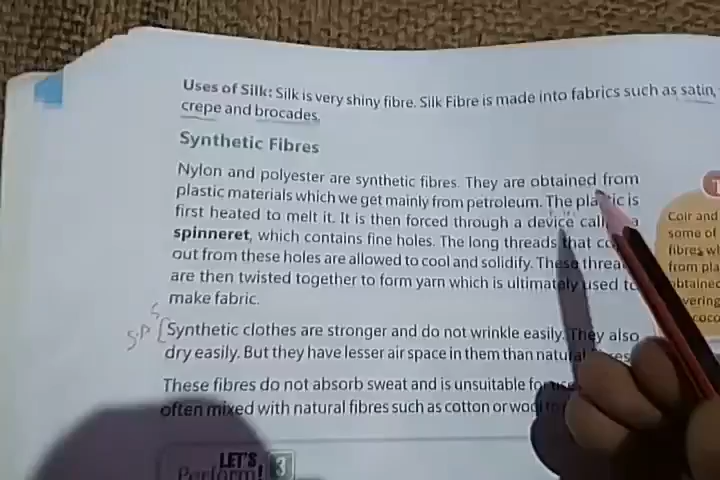 Uses of Silk: Silk is very shiny fibre. Silk Fibre is made into fabrics such as satin,
crepe and brocades.
Synthetic Fibres
Nylon and polyester are synthetic fibres. They are obtained from
plastic materials which we get mainly from petroleum. The is
first heated to melt it. It is then forced through a device a
spinneret, which contains fine holes. The long threads that
out from these holes are allowed to cool and solidify. These
are then twisted together to form yarn which is ultimately used to
make fabric.
S.P
Synthetic clothes are stronger and do not wrinkle easily. They also
dry easily. But they have lesser air space in them than
These fibres do not absorb sweat and is unsuitable for
often mixed with natural fibres such as cotton or
LET'S
Perform!
3
Coir and
some of
fibres
from